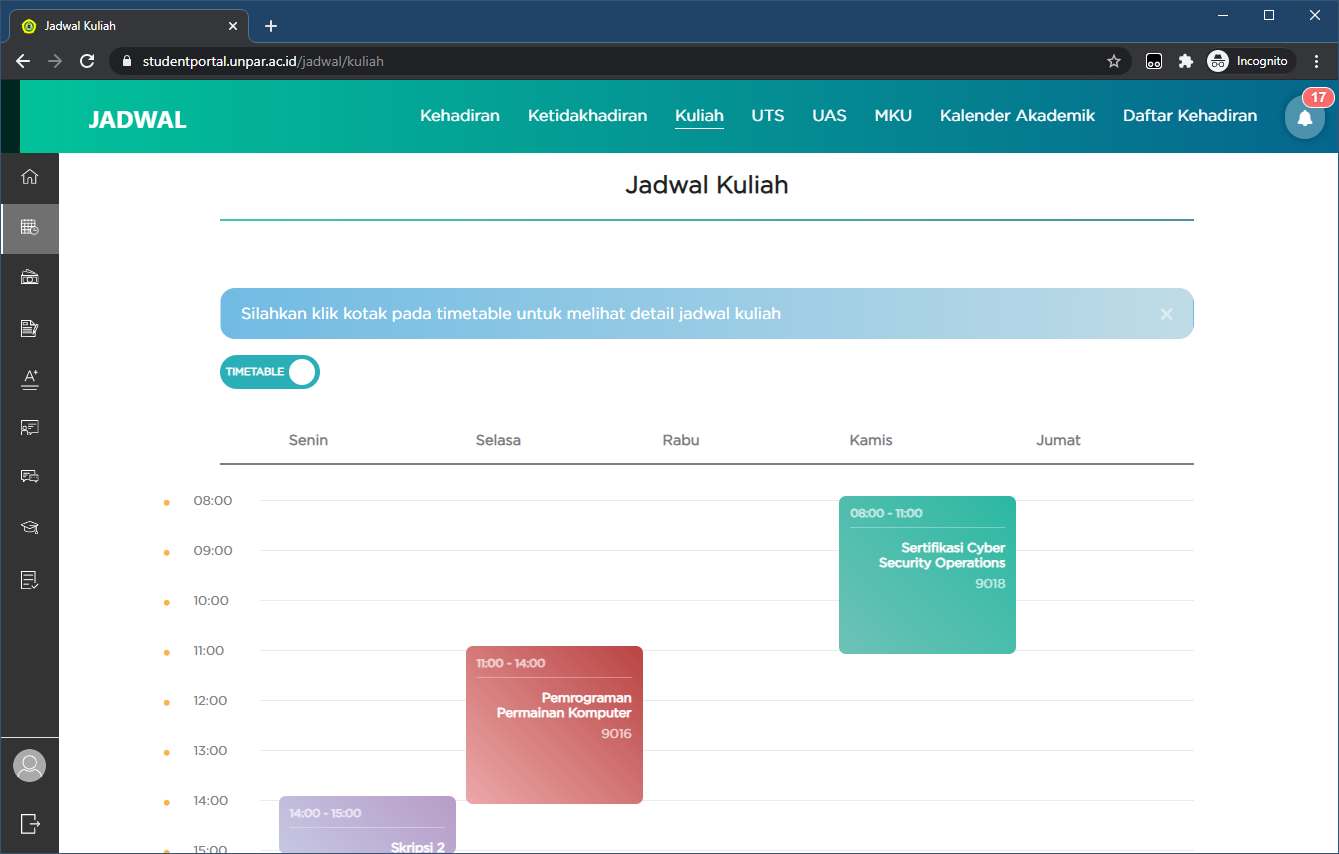 Jadwal Kuliah
studentportal.unpar.ac.id/jadwal/kuliah
Incognito
JADWAL
Kehadiran
Ketidakhadiran
Kuliah
UTS
UAS
MKU
Kalender Akademik
Daftar Kehadiran
17
Jadwal Kuliah
Silahkan klik kotak pada timetable untuk melihat detail jadwal kuliah
TIMETABLE
Senin
Selasa
Rabu
Kamis
Jumat
08:00
08:00 - 11:00
09:00
Sertifikasi Cyber
Security Operations
9018
10:00
11:00
11:00 - 14:00
12:00
Pemrograman
Permainan Komputer
9016
13:00
14:00
14:00 - 15:00
Skripsi 2
15:00
A+